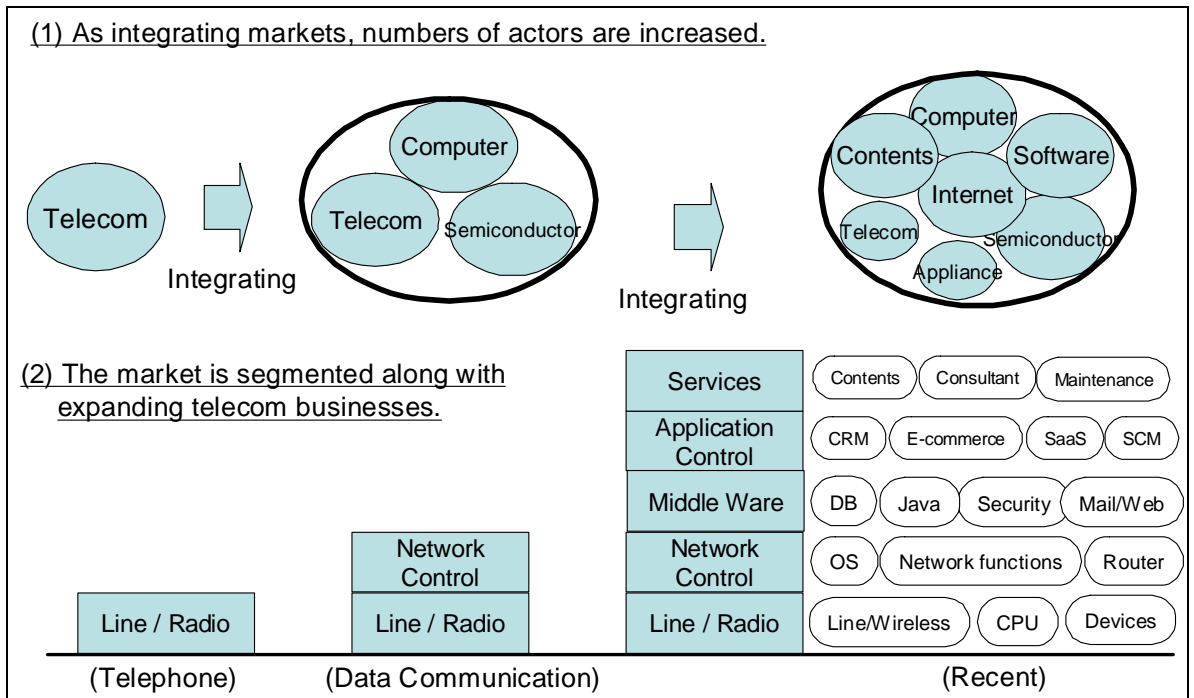 (1) As integrating markets, numbers of actors are increased.
Telecom
Integrating
Computer
Telecom
Semiconductor
Integrating
Computer
Contents
Software
Internet
Telecom
Semiconductor
Appliance
(2) The market is segmented along with
expanding telecom businesses.
Services
Contents
Consultant
Maintenance
Application
Control
CRM
E-commerce
SaaS
SCM
Middle Ware
DB
Java
Security
Mail/Web
Network
Control
Network
Control
OS
Network functions
Router
Line / Radio
Line / Radio
Line / Radio
Line/Wireless
CPU
Devices
(Telephone)
(Data Communication)
(Recent)